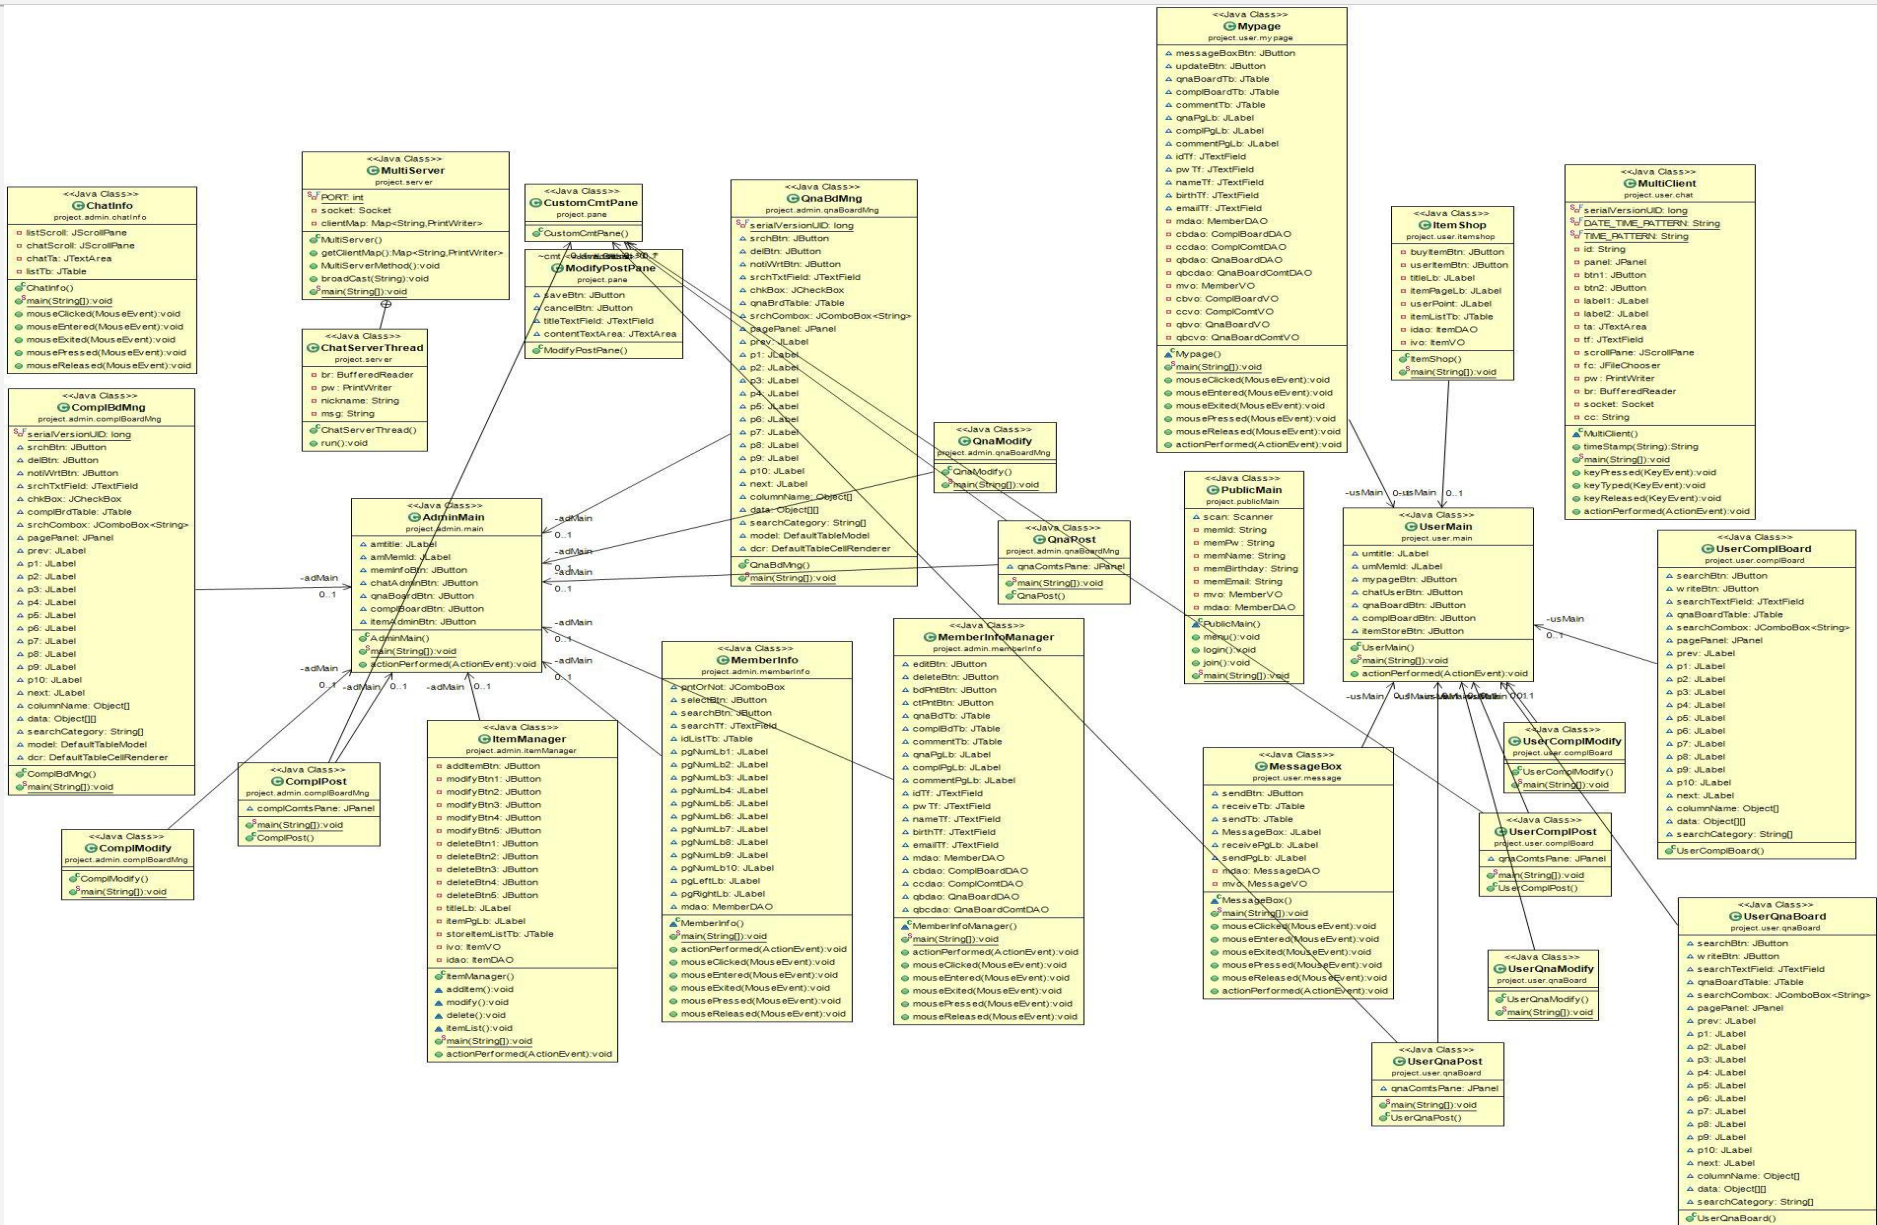 <<Java Class>>
Mypage
project.user.mypage
messageBoxBtn: JButton
updateBtn: JButton
qnaBoardTb: JTable
complBoardTb: JTable
commentTb: JTable
qnaPgLb: JLabel
complPgLb: JLabel
commentPgLb: JLabel
idTf: JTextField
pwTf: JTextField
nameTf: JTextField
birthTf: JTextField
emailTf: JTextField
mdao: MemberDAO
cbdao: ComplBoardDAO
ccdao: ComplComtDAO
qbdao: QnaBoardDAO
qbcdao: QnaBoardComtDAO
mvo: MemberVO
cbvo: ComplBoardVO
ccvo: ComplComtVO
qbvo: QnaBoardVO
qbcvo: QnaBoardComtVO
Mypage()
main(String[]):void
mouseClicked(MouseEvent):void
mouseEntered(MouseEvent):void
mouseExited(MouseEvent):void
mousePressed(MouseEvent):void
mouseReleased(MouseEvent):void
actionPerformed(ActionEvent):void
<<Java Class>>
MultiServer
project.server
PORT: int
socket: Socket
clientMap: Map<String,PrintWriter>
MultiServer()
getClientMap():Map<String,PrintWriter>
MultiServerMethod():void
broadCast(String):void
main(String[]):void
<<Java Class>>
ChatInfo
project.admin.chatInfo
listScroll: JScrollPane
chatScroll: JScrollPane
chatTa: JTextArea
listTb: JTable
ChatInfo()
main(String[]):void
mouseClicked(MouseEvent):void
mouseEntered(MouseEvent):void
mouseExited(MouseEvent):void
mousePressed(MouseEvent):void
mouseReleased(MouseEvent):void
<<Java Class>>
CustomCmtPane
project.pane
CustomCmtPane()
~cmt
ModifyPostPane
project.pane
saveBtn: JButton
cancelBtn: JButton
titleTextField: JTextField
contentTextArea: JTextArea
ModifyPostPane()
<<Java Class>>
QnaBdMng
project.admin.qnaBoardMng
serialVersionUID: long
srchBtn: JButton
delBtn: JButton
notiWrtBtn: JButton
srchTxtField: JTextField
chkBox: JCheckBox
qnaBrdTable: JTable
srchCombox: JComboBox<String>
pagePanel: JPanel
prev: JLabel
p1: JLabel
p2: JLabel
p3: JLabel
p4: JLabel
p5: JLabel
p6: JLabel
p7: JLabel
p8: JLabel
p9: JLabel
p10: JLabel
next: JLabel
columnName: Object[]
data: Object[][]
searchCategory: String[]
model: DefaultTableModel
dcr: DefaultTableCellRenderer
QnaBdMng()
main(String[]):void
<<Java Class>>
ItemShop
project.user.itemshop
buyItemBtn: JButton
userItemBtn: JButton
titleLb: JLabel
itemPageLb: JLabel
userPoint: JLabel
itemListTb: JTable
idao: ItemDAO
ivo: ItemVO
ItemShop()
main(String[]):void
<<Java Class>>
MultiClient
project.user.chat
serialVersionUID: long
DATE_TIME_PATTERN: String
TIME_PATTERN: String
id: String
panel: JPanel
btn1: JButton
btn2: JButton
label1: JLabel
label2: JLabel
ta: JTextArea
tf: JTextField
scrollPane: JScrollPane
fc: JFileChooser
pw: PrintWriter
br: BufferedReader
socket: Socket
cc: String
MultiClient()
timeStamp(String):String
main(String[]):void
keyPressed(KeyEvent):void
keyTyped(KeyEvent):void
keyReleased(KeyEvent):void
actionPerformed(ActionEvent):void
<<Java Class>>
ChatServerThread
project.server
br: BufferedReader
pw: PrintWriter
nickname: String
msg: String
ChatServerThread()
run():void
<<Java Class>>
ComplBdMng
project.admin.complBoardMng
serialVersionUID: long
srchBtn: JButton
delBtn: JButton
notiWrtBtn: JButton
srchTxtField: JTextField
chkBox: JCheckBox
complBrdTable: JTable
srchCombox: JComboBox<String>
pagePanel: JPanel
prev: JLabel
p1: JLabel
p2: JLabel
p3: JLabel
p4: JLabel
p5: JLabel
p6: JLabel
p7: JLabel
p8: JLabel
p9: JLabel
p10: JLabel
next: JLabel
columnName: Object[]
data: Object[][]
searchCategory: String[]
model: DefaultTableModel
dcr: DefaultTableCellRenderer
ComplBdMng()
main(String[]):void
<<Java Class>>
QnaModify
project.admin.qnaBoardMng
QnaModify()
main(String[]):void
<<Java Class>>
PublicMain
project.publicMain
scan: Scanner
memId: String
memPw: String
memName: String
memBirthday: String
memEmail: String
mvo: MemberVO
mdao: MemberDAO
PublicMain()
menu():void
login():void
join():void
main(String[]):void
-usMain
0..1
<<Java Class>>
UserMain
project.user.main
umtitle: JLabel
umMemId: JLabel
mypageBtn: JButton
chatUserBtn: JButton
qnaBoardBtn: JButton
complBoardBtn: JButton
itemStoreBtn: JButton
UserMain()
main(String[]):void
actionPerformed(ActionEvent):void
-usMain
0..1
-usMain
<<Java Class>>
AdminMain
project.admin.main
amtitle: JLabel
amMemId: JLabel
memInfoBtn: JButton
chatAdminBtn: JButton
qnaBoardBtn: JButton
complBoardBtn: JButton
itemAdminBtn: JButton
AdminMain()
main(String[]):void
actionPerformed(ActionEvent):void
-adMain
0..1
-adMain
0..1
-adMain
0..1
-adMain
0..1
-adMain
0..1
-adMain
0..1
-adMain
0..1
-adMain
0..1
-adMain
0..1
<<Java Class>>
QnaPost
project.admin.qnaBoardMng
qnaComtsPane: JPanel
main(String[]):void
QnaPost()
<<Java Class>>
UserComplBoard
project.user.complBoard
searchBtn: JButton
writeBtn: JButton
searchTextField: JTextField
qnaBoardTable: JTable
searchCombox: JComboBox<String>
pagePanel: JPanel
prev: JLabel
p1: JLabel
p2: JLabel
p3: JLabel
p4: JLabel
p5: JLabel
p6: JLabel
p7: JLabel
p8: JLabel
p9: JLabel
p10: JLabel
next: JLabel
columnName: Object[]
data: Object[][]
searchCategory: String[]
UserComplBoard()
<<Java Class>>
MemberInfo
project.admin.memberInfo
pntOrNot: JComboBox
selectBtn: JButton
searchBtn: JButton
searchTf: JTextField
idListTb: JTable
pgNumLb1: JLabel
pgNumLb2: JLabel
pgNumLb3: JLabel
pgNumLb4: JLabel
pgNumLb5: JLabel
pgNumLb6: JLabel
pgNumLb7: JLabel
pgNumLb8: JLabel
pgNumLb9: JLabel
pgNumLb10: JLabel
pgLeftLb: JLabel
pgRightLb: JLabel
mdao: MemberDAO
MemberInfo()
main(String[]):void
actionPerformed(ActionEvent):void
mouseClicked(MouseEvent):void
mouseEntered(MouseEvent):void
mouseExited(MouseEvent):void
mousePressed(MouseEvent):void
mouseReleased(MouseEvent):void
<<Java Class>>
MemberInfoManager
project.admin.memberInfo
editBtn: JButton
deleteBtn: JButton
bdPntBtn: JButton
ctPntBtn: JButton
qnaBdTb: JTable
complBdTb: JTable
commentTb: JTable
qnaPgLb: JLabel
complPgLb: JLabel
commentPgLb: JLabel
idTf: JTextField
pwTf: JTextField
nameTf: JTextField
birthTf: JTextField
emailTf: JTextField
mdao: MemberDAO
cbdao: ComplBoardDAO
ccdao: ComplComtDAO
qbdao: QnaBoardDAO
qbcdao: QnaBoardComtDAO
MemberInfoManager()
main(String[]):void
actionPerformed(ActionEvent):void
mouseClicked(MouseEvent):void
mouseEntered(MouseEvent):void
mouseExited(MouseEvent):void
mousePressed(MouseEvent):void
mouseReleased(MouseEvent):void
<<Java Class>>
ItemManager
project.admin.itemManager
addItemBtn: JButton
modifyBtn1: JButton
modifyBtn2: JButton
modifyBtn3: JButton
modifyBtn4: JButton
modifyBtn5: JButton
deleteBtn1: JButton
deleteBtn2: JButton
deleteBtn3: JButton
deleteBtn4: JButton
deleteBtn5: JButton
titleLb: JLabel
itemPgLb: JLabel
storeItemListTb: JTable
ivo: ItemVO
idao: ItemDAO
ItemManager()
addItem():void
modify():void
delete():void
itemList():void
main(String[]):void
actionPerformed(ActionEvent):void
<<Java Class>>
ComplPost
project.admin.complBoardMng
complComtsPane: JPanel
main(String[]):void
ComplPost()
<<Java Class>>
ComplModify
project.admin.complBoardMng
ComplModify()
main(String[]):void
<<Java Class>>
MessageBox
project.user.message
sendBtn: JButton
receiveTb: JTable
sendTb: JTable
MessageBox: JLabel
receivePgLb: JLabel
sendPgLb: JLabel
mdao: MessageDAO
mvo: MessageVO
MessageBox()
main(String[]):void
mouseClicked(MouseEvent):void
mouseEntered(MouseEvent):void
mouseExited(MouseEvent):void
mousePressed(MouseEvent):void
mouseReleased(MouseEvent):void
actionPerformed(ActionEvent):void
<<Java Class>>
UserComplModify
project.user.complBoard
UserComplModify()
main(String[]):void
<<Java Class>>
UserComplPost
project.user.complBoard
qnaComtsPane: JPanel
main(String[]):void
UserComplPost()
<<Java Class>>
UserQnaModify
project.user.qnaBoard
UserQnaModify()
main(String[]):void
<<Java Class>>
UserQnaPost
project.user.qnaBoard
qnaComtsPane: JPanel
main(String[]):void
UserQnaPost()
<<Java Class>>
UserQnaBoard
project.user.qnaBoard
searchBtn: JButton
writeBtn: JButton
searchTextField: JTextField
qnaBoardTable: JTable
searchCombox: JComboBox<String>
pagePanel: JPanel
prev: JLabel
p1: JLabel
p2: JLabel
p3: JLabel
p4: JLabel
p5: JLabel
p6: JLabel
p7: JLabel
p8: JLabel
p9: JLabel
p10: JLabel
next: JLabel
columnName: Object[]
data: Object[][]
searchCategory: String[]
UserQnaBoard()